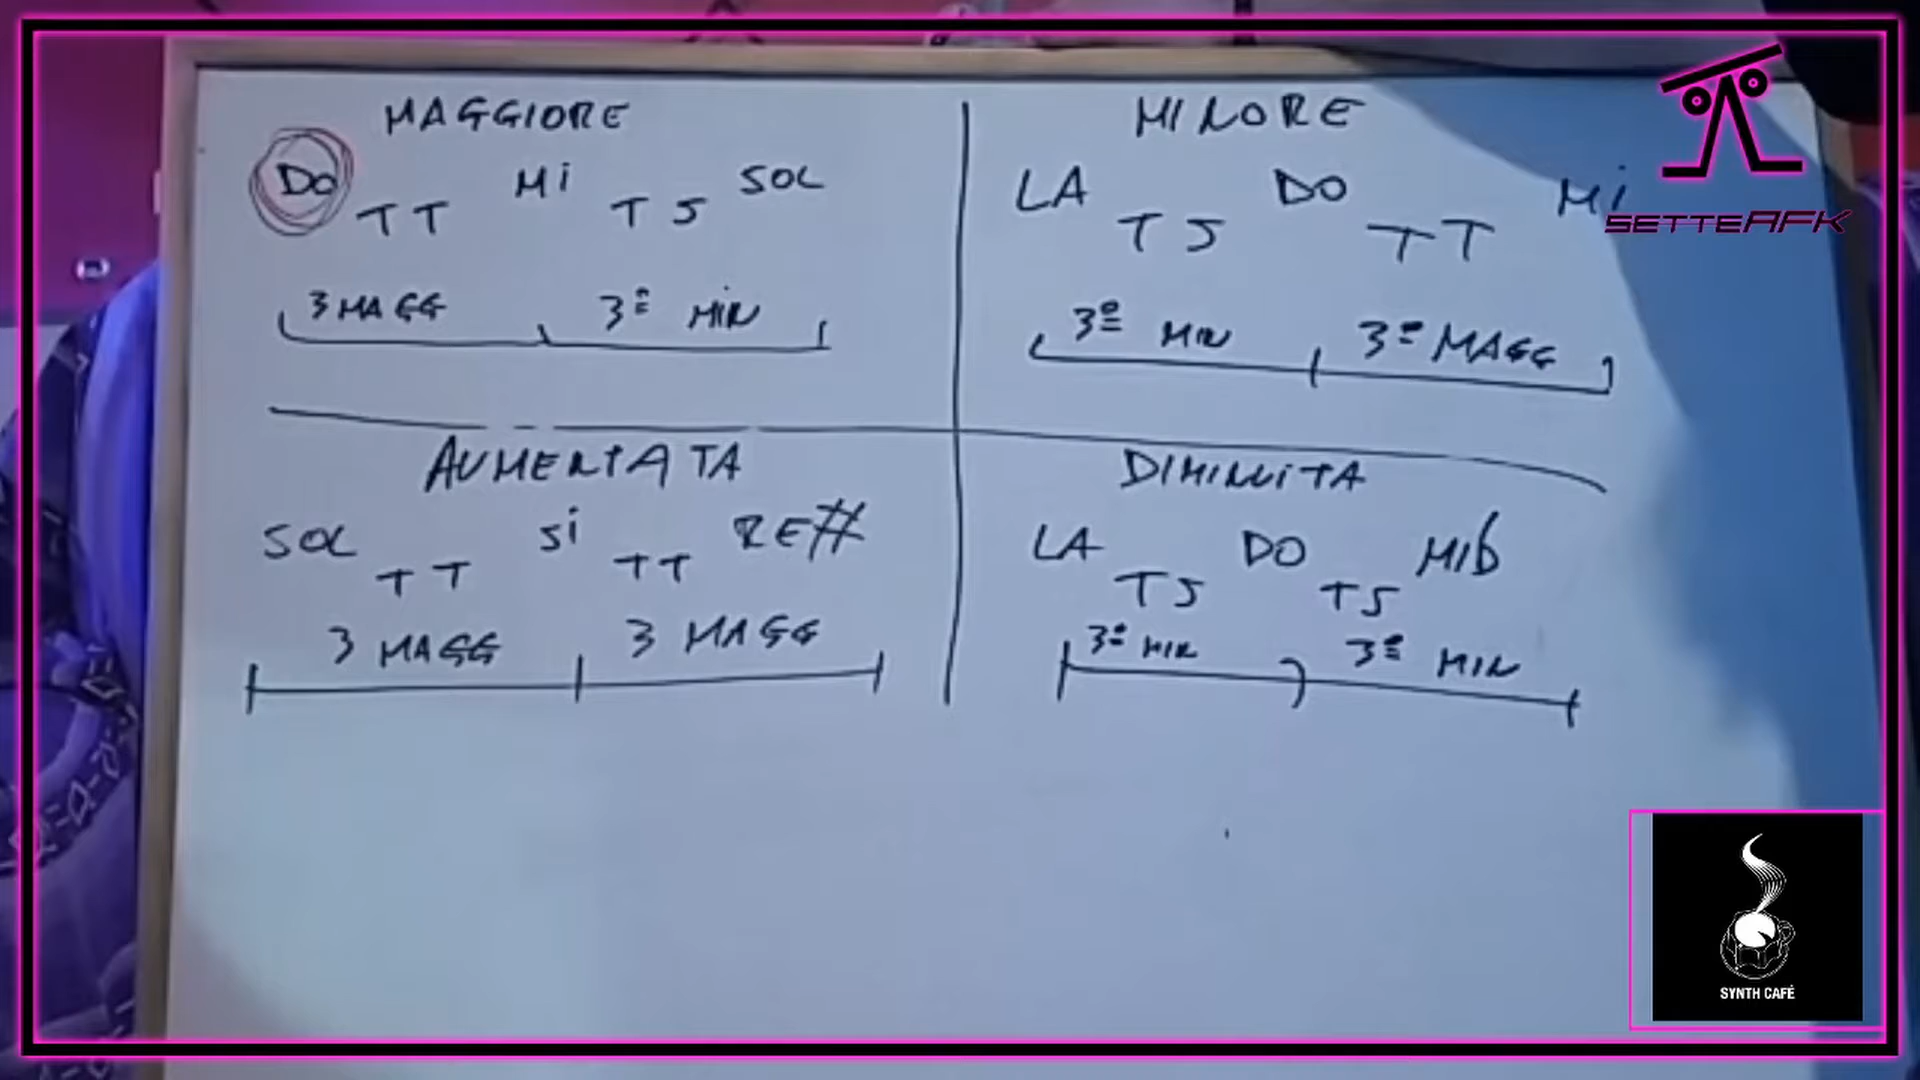 MAGGIORE
DO TT Mi TS SOL
3 MAGG 3ª MIN
MINORE
LA TS DO TT Mi
3ª MIN 3ª MAGG
AUMENTATA
SOL TT Si TT RE#
3 MAGG 3 MAGG
DIMINUiTA
LA TS DO TS MIb
3ª MIN 3ª MIN
SETTEAFK
SYNTH CAFÉ